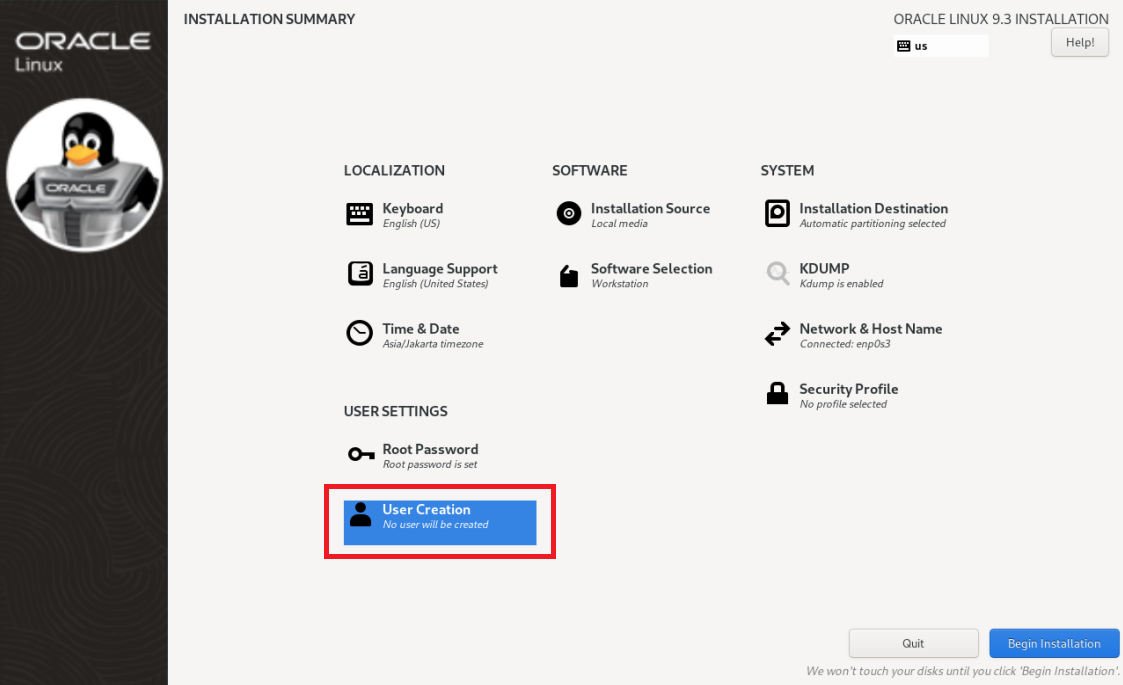 ORACLE
Linux
ORACLE
INSTALLATION SUMMARY
ORACLE LINUX 9.3 INSTALLATION
us
Help!
LOCALIZATION
Keyboard
English (US)
Language Support
English (United States)
Time & Date
Asia/Jakarta timezone
SOFTWARE
Installation Source
Local media
Software Selection
Workstation
SYSTEM
Installation Destination
Automatic partitioning selected
KDUMP
Kdump is enabled
Network & Host Name
Connected: enp0s3
Security Profile
No profile selected
USER SETTINGS
Root Password
Root password is set
User Creation
No user will be created
Quit
Begin Installation
We won't touch your disks until you click 'Begin Installation'.